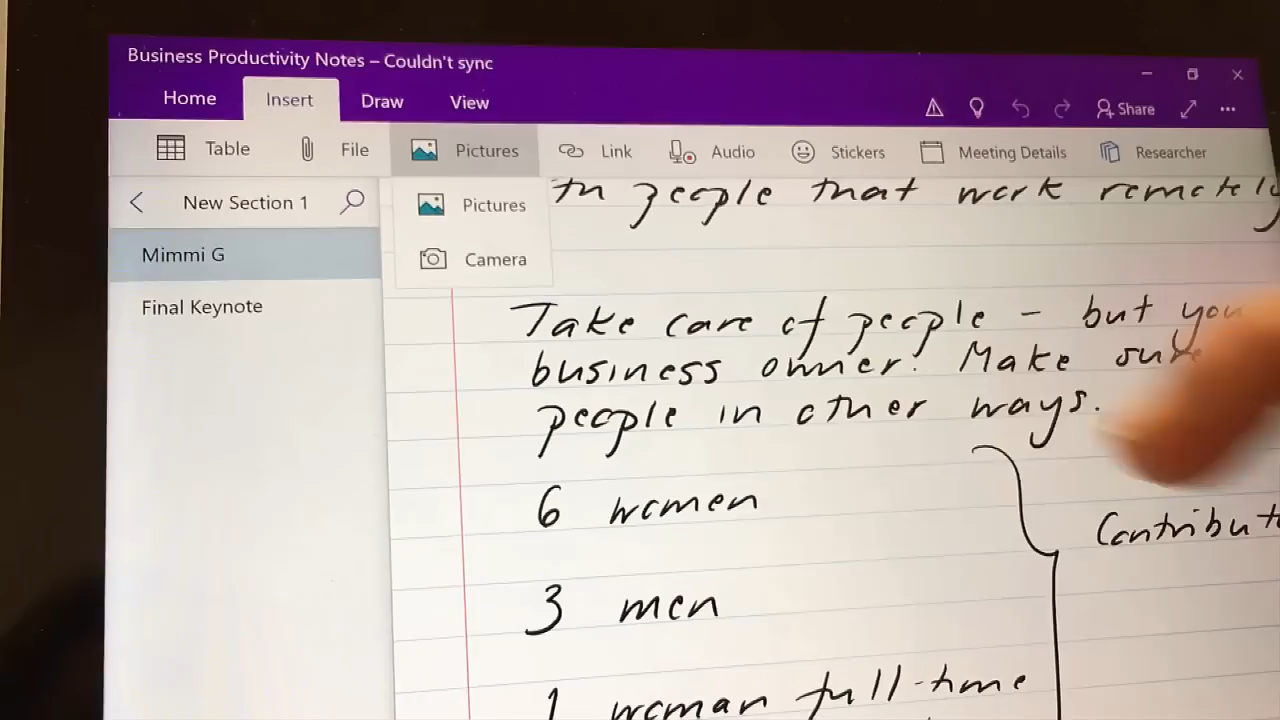 Business Productivity Notes – Couldn't sync
Home Insert Draw View
Share
Table File Pictures Link Audio Stickers Meeting Details Researcher
New Section 1
Pictures
Camera
Mimmi G
Final Keynote
people that work remotely
Take care of people - but you
business owner! Make sure
people in other ways.
6 women
3 men
1 woman full-time